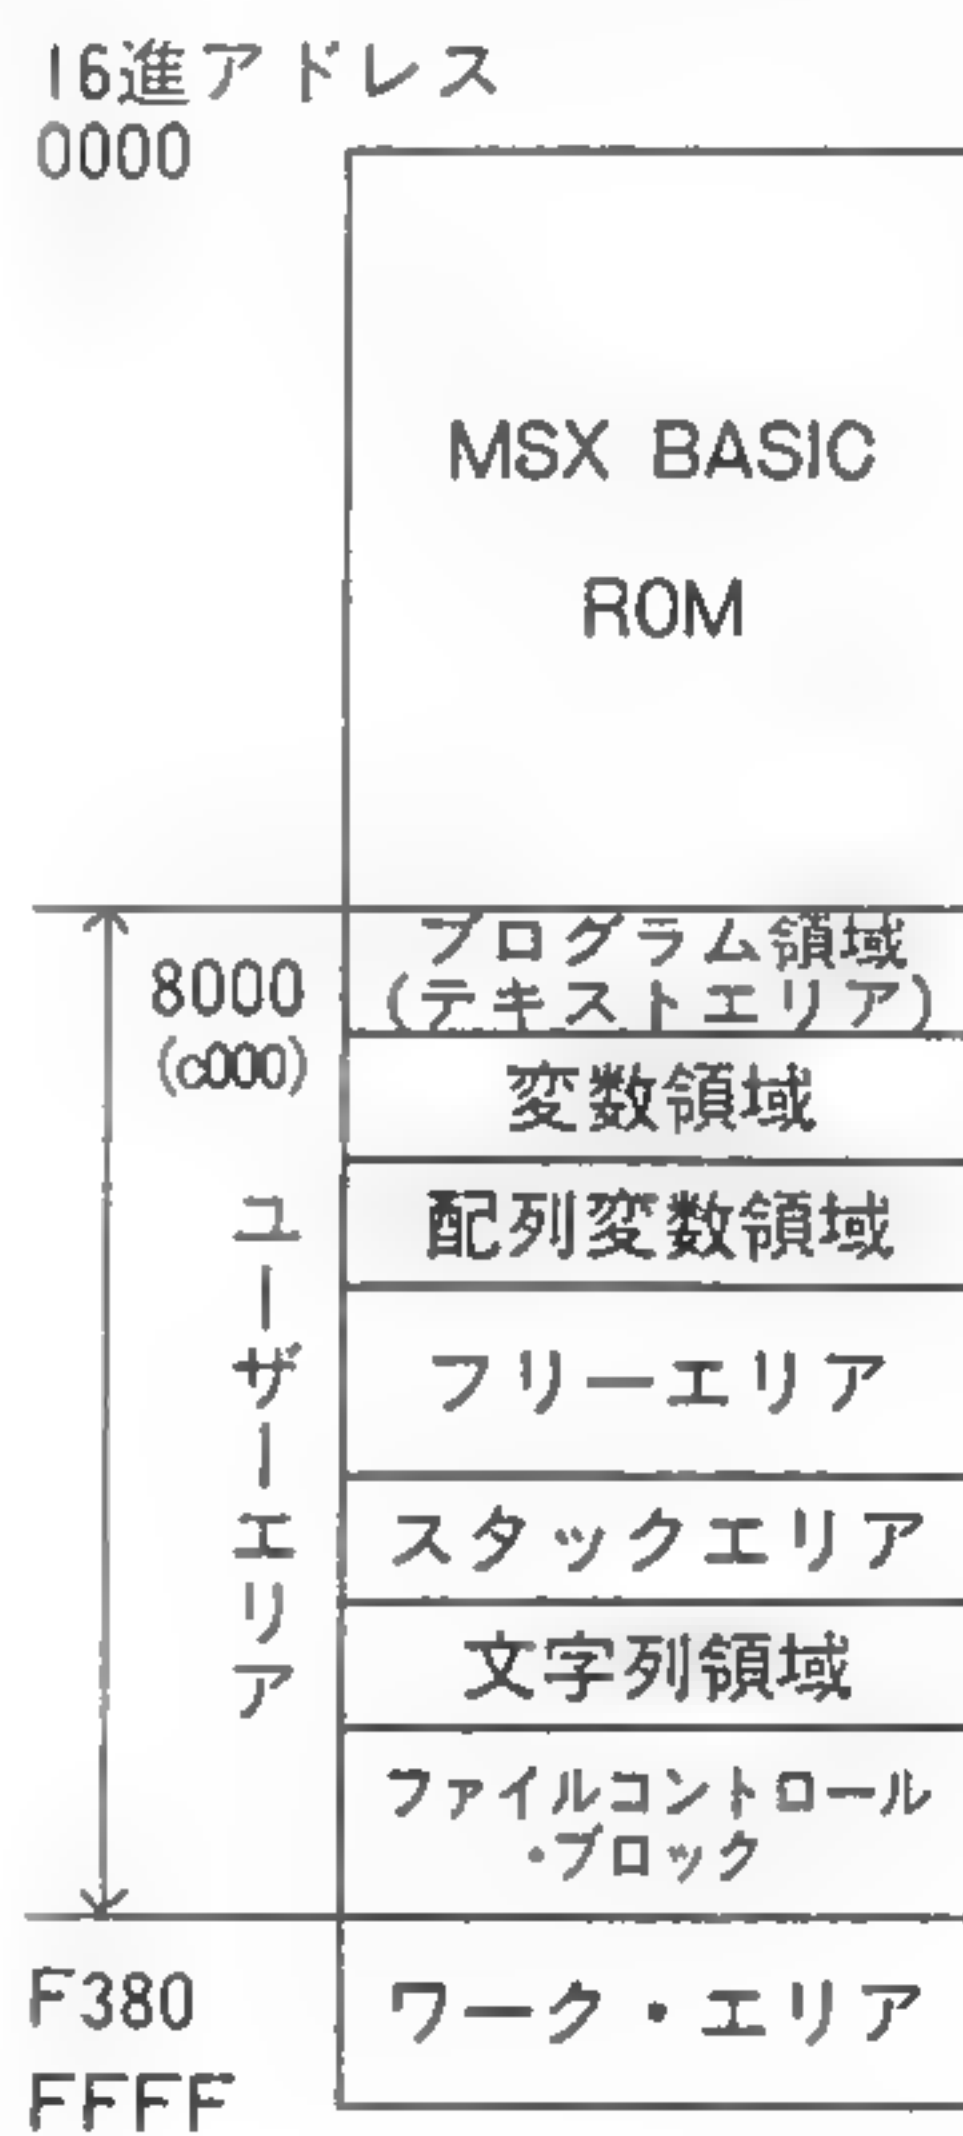 16進アドレス
0000
MSX BASIC
ROM
プログラム領域
8000
(テキストエリア)
(c000)
変数領域
ユーザーエリア
配列変数領域
フリーエリア
スタックエリア
文字列領域
ファイルコントロール
・ブロック
F380
ワーク・エリア
FFFF